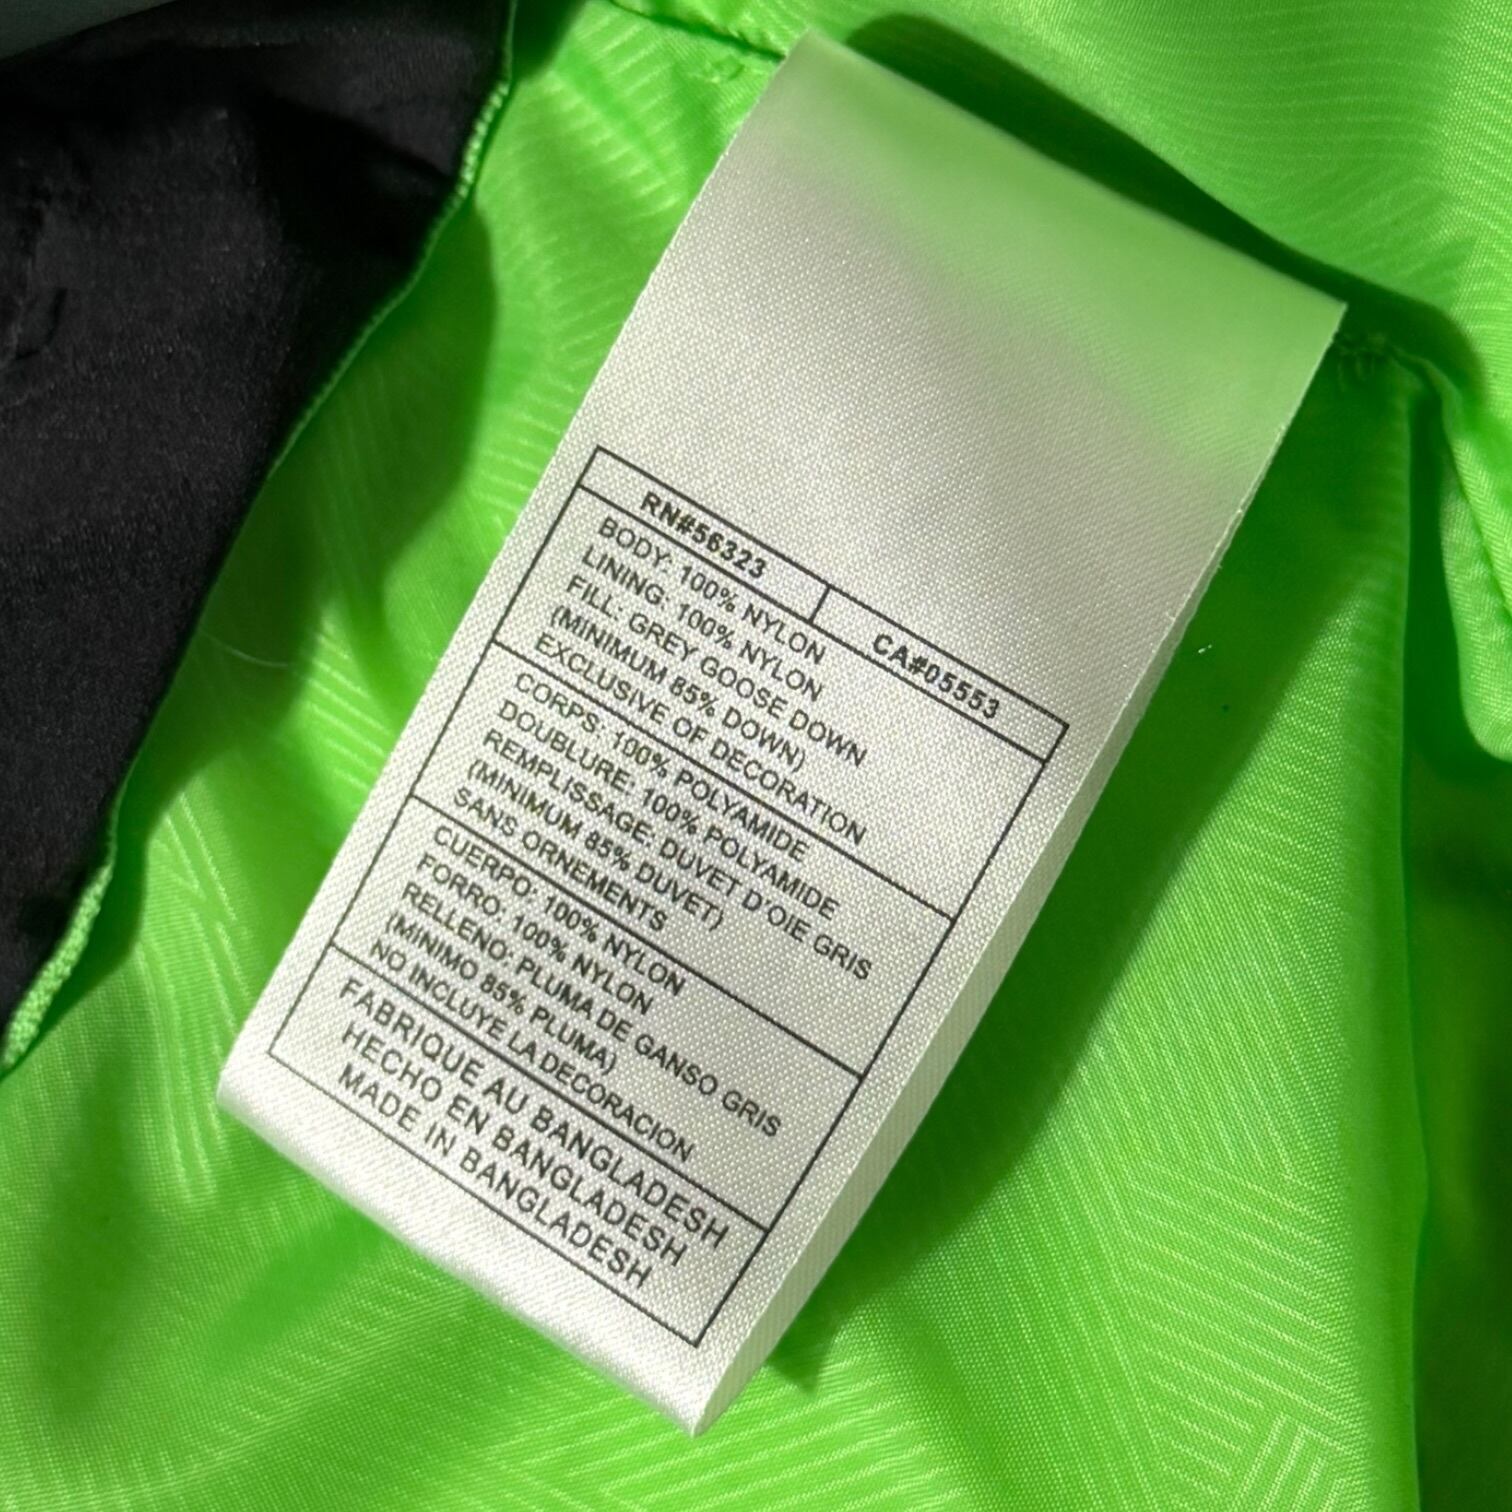 RN#56323
CA#05553
BODY: 100% NYLON
LINING: 100% NYLON
FILL: GREY GOOSE DOWN
(MINIMUM 85% DOWN)
EXCLUSIVE OF DECORATION
CORPS: 100% POLYAMIDE
DOUBLURE: 100% POLYAMIDE
REMPLISSAGE: DUVET D'OIE GRIS
(MINIMUM 85% DUVET)
SANS ORNEMENTS
CUERPO: 100% NYLON
FORRO: 100% NYLON
RELLENO: PLUMA DE GANSO GRIS
(MINIMO 85% PLUMA)
NO INCLUYE LA DECORACION
FABRIQUE AU BANGLADESH
HECHO EN BANGLADESH
MADE IN BANGLADESH